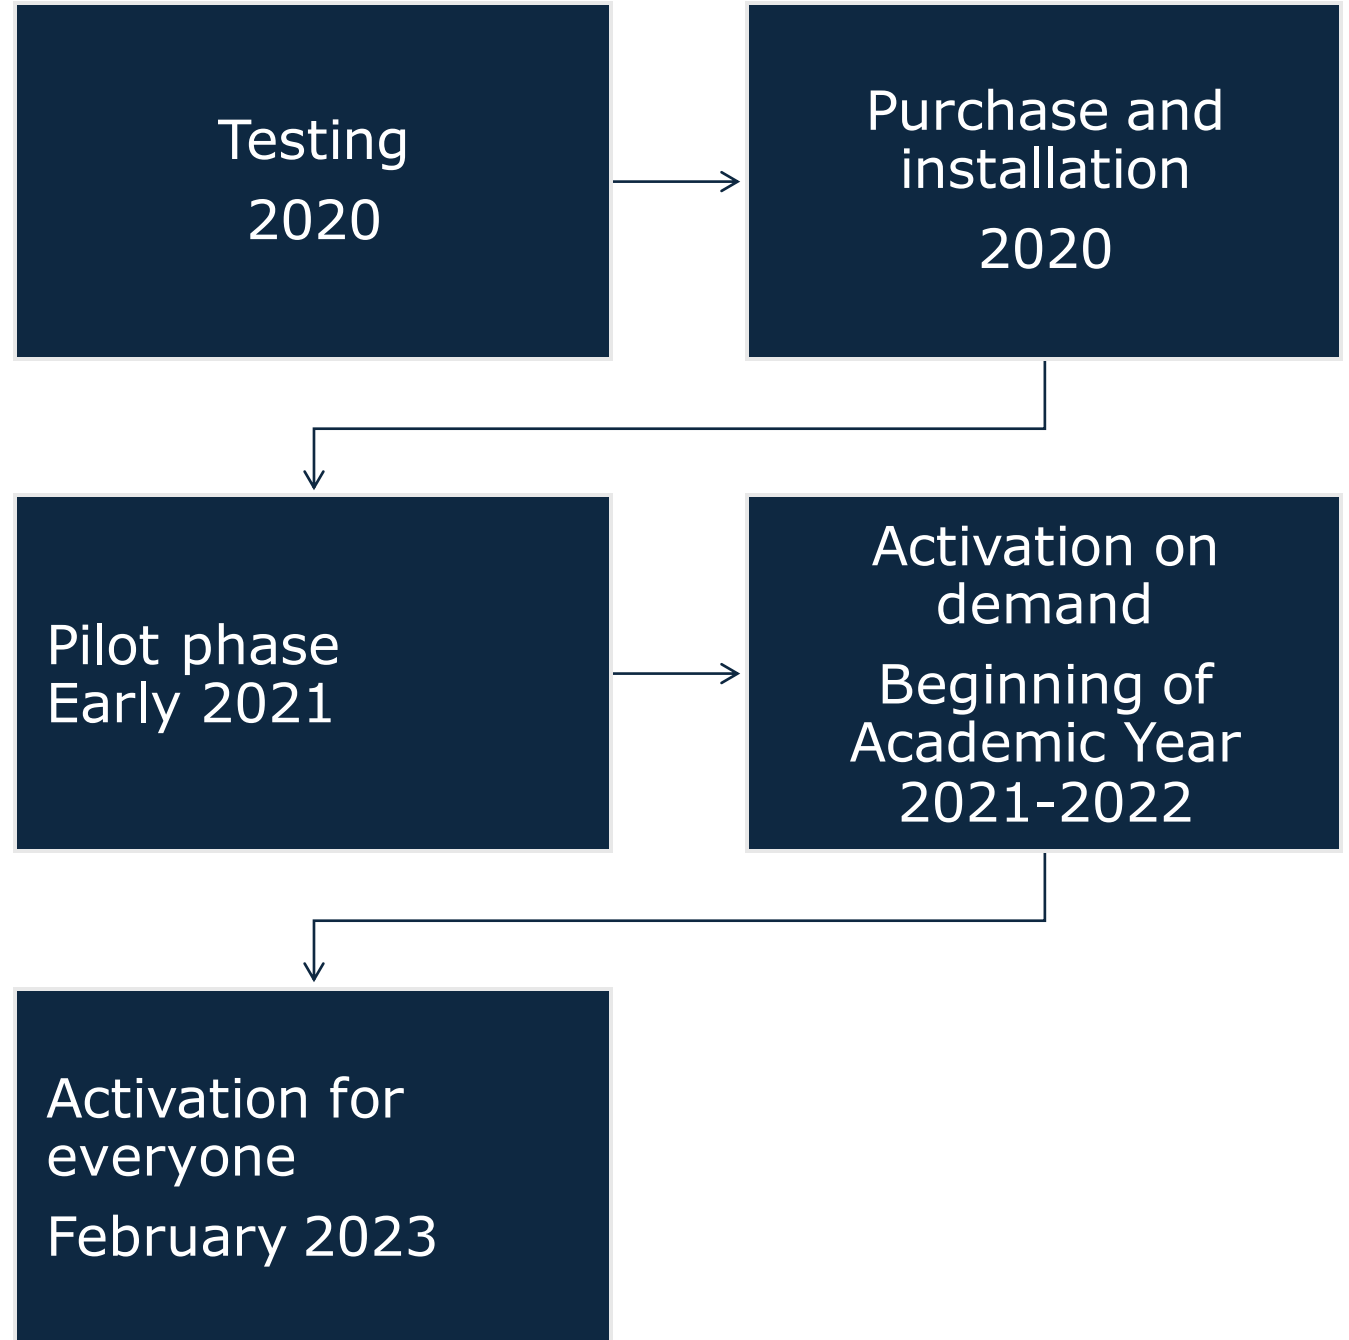 Testing
2020
Purchase and
installation
2020
Pilot phase
Early 2021
Activation on
demand
Beginning of
Academic Year
2021-2022
Activation for
everyone
February 2023